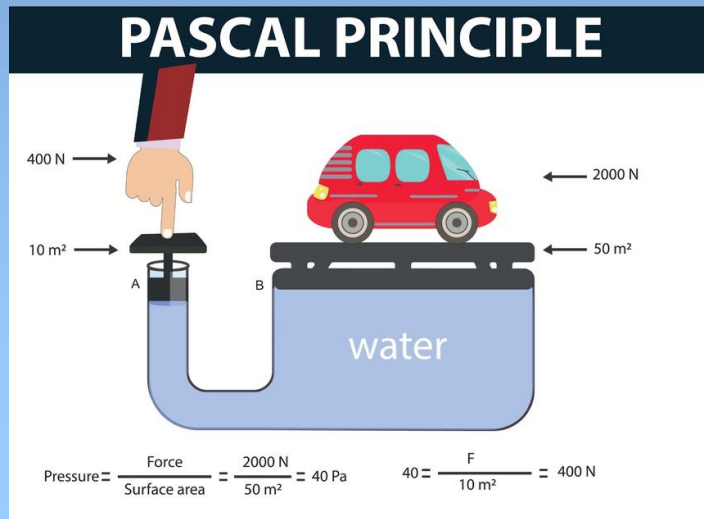 PASCAL PRINCIPLE
400 N
2000 N
10 m²
50 m²
A
B
water
Pressure = Force / Surface area = 2000 N / 50 m² = 40 Pa
40 = F / 10 m² = 400 N